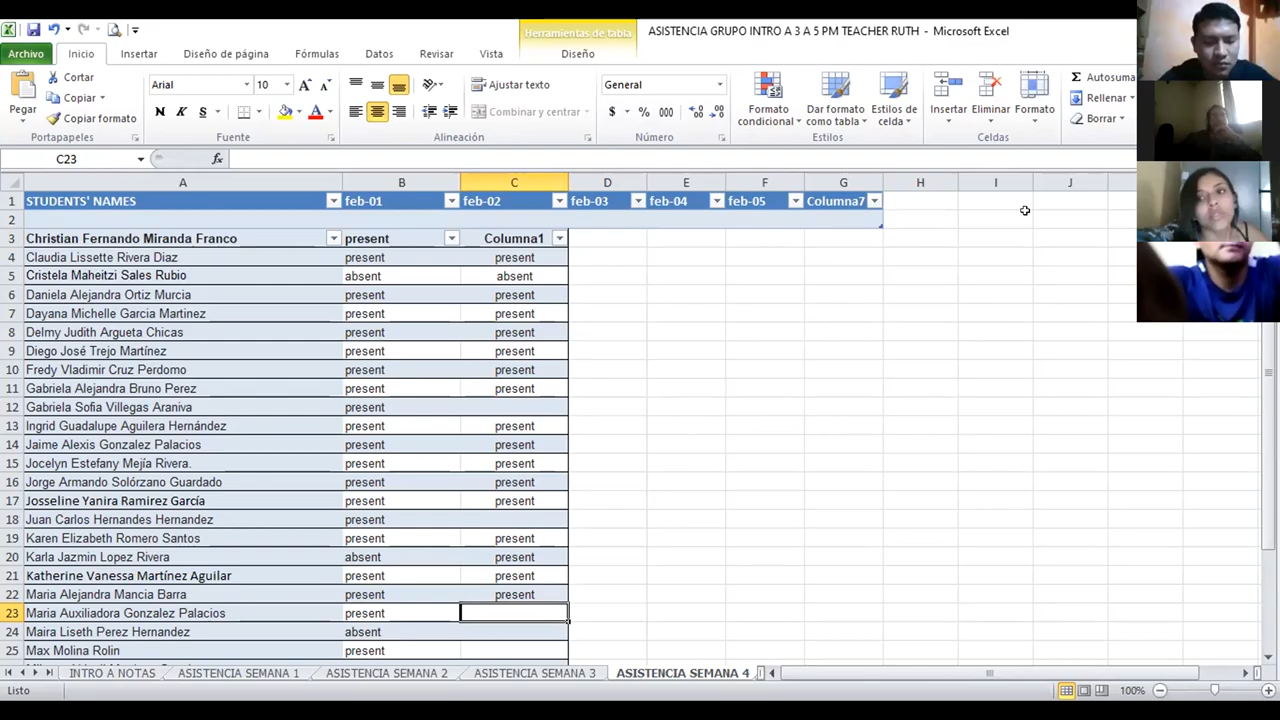 Herramientas de tabla
ASISTENCIA GRUPO INTRO A 3 A 5 PM TEACHER RUTH - Microsoft Excel
Archivo Inicio Insertar Diseño de página Fórmulas Datos Revisar Vista Diseño
Pegar
Cortar
Copiar
Copiar formato
Portapapeles
Arial 10
N K S
Fuente
Ajustar texto
Combinar y centrar
Alineación
General
$ % 000
Número
Formato condicional
Dar formato como tabla
Estilos de celda
Estilos
Insertar Eliminar Formato
Celdas
Autosuma
Rellenar
Borrar
C23 fx
A B C D E F G H I J
1 STUDENTS' NAMES feb-01 feb-02 feb-03 feb-04 feb-05 Columna7
2
3 Christian Fernando Miranda Franco present Columna1
4 Claudia Lissette Rivera Diaz present present
5 Cristela Maheitzi Sales Rubio absent absent
6 Daniela Alejandra Ortiz Murcia present present
7 Dayana Michelle Garcia Martinez present present
8 Delmy Judith Argueta Chicas present present
9 Diego José Trejo Martínez present present
10 Fredy Vladimir Cruz Perdomo present present
11 Gabriela Alejandra Bruno Perez present present
12 Gabriela Sofia Villegas Araniva present
13 Ingrid Guadalupe Aguilera Hernández present present
14 Jaime Alexis Gonzalez Palacios present present
15 Jocelyn Estefany Mejía Rivera. present present
16 Jorge Armando Solórzano Guardado present present
17 Josseline Yanira Ramirez García present present
18 Juan Carlos Hernandes Hernandez present
19 Karen Elizabeth Romero Santos present present
20 Karla Jazmin Lopez Rivera absent present
21 Katherine Vanessa Martínez Aguilar present present
22 Maria Alejandra Mancia Barra present present
23 Maria Auxiliadora Gonzalez Palacios present
24 Maira Liseth Perez Hernandez absent
25 Max Molina Rolin present
INTRO A NOTAS ASISTENCIA SEMANA 1 ASISTENCIA SEMANA 2 ASISTENCIA SEMANA 3 ASISTENCIA SEMANA 4
Listo 100%